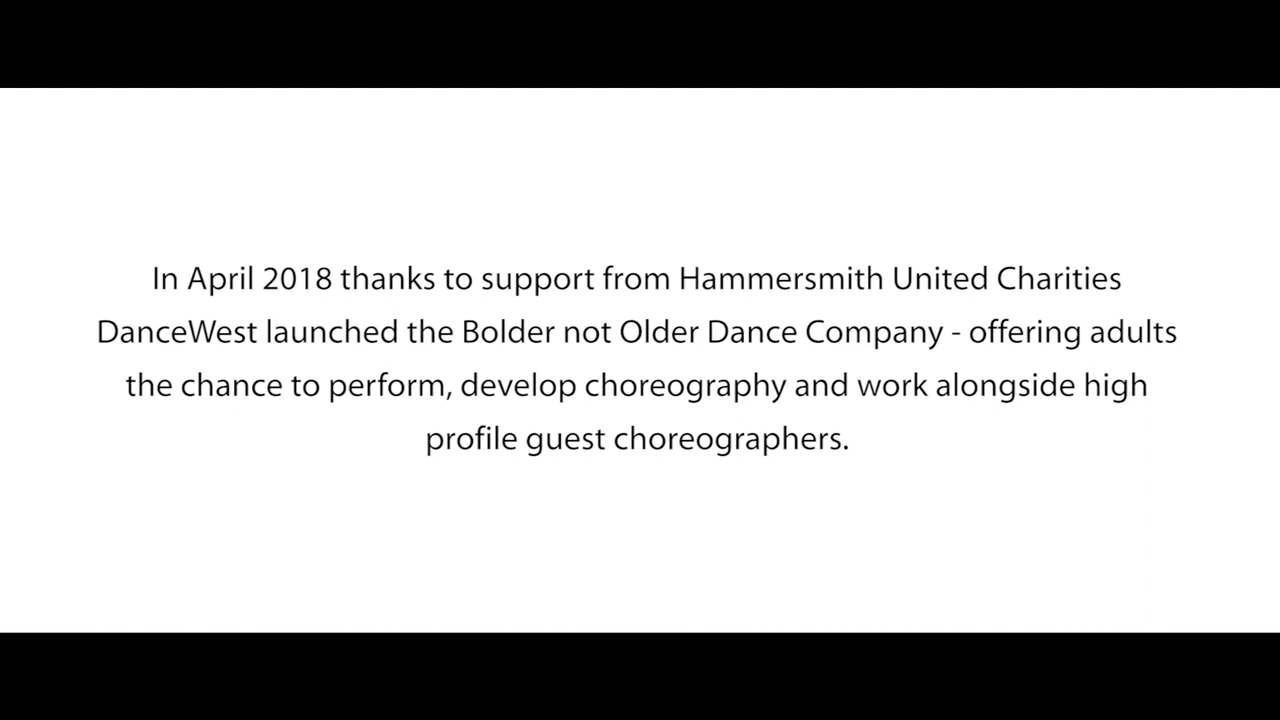 In April 2018 thanks to support from Hammersmith United Charities
DanceWest launched the Bolder not Older Dance Company - offering adults
the chance to perform, develop choreography and work alongside high
profile guest choreographers.